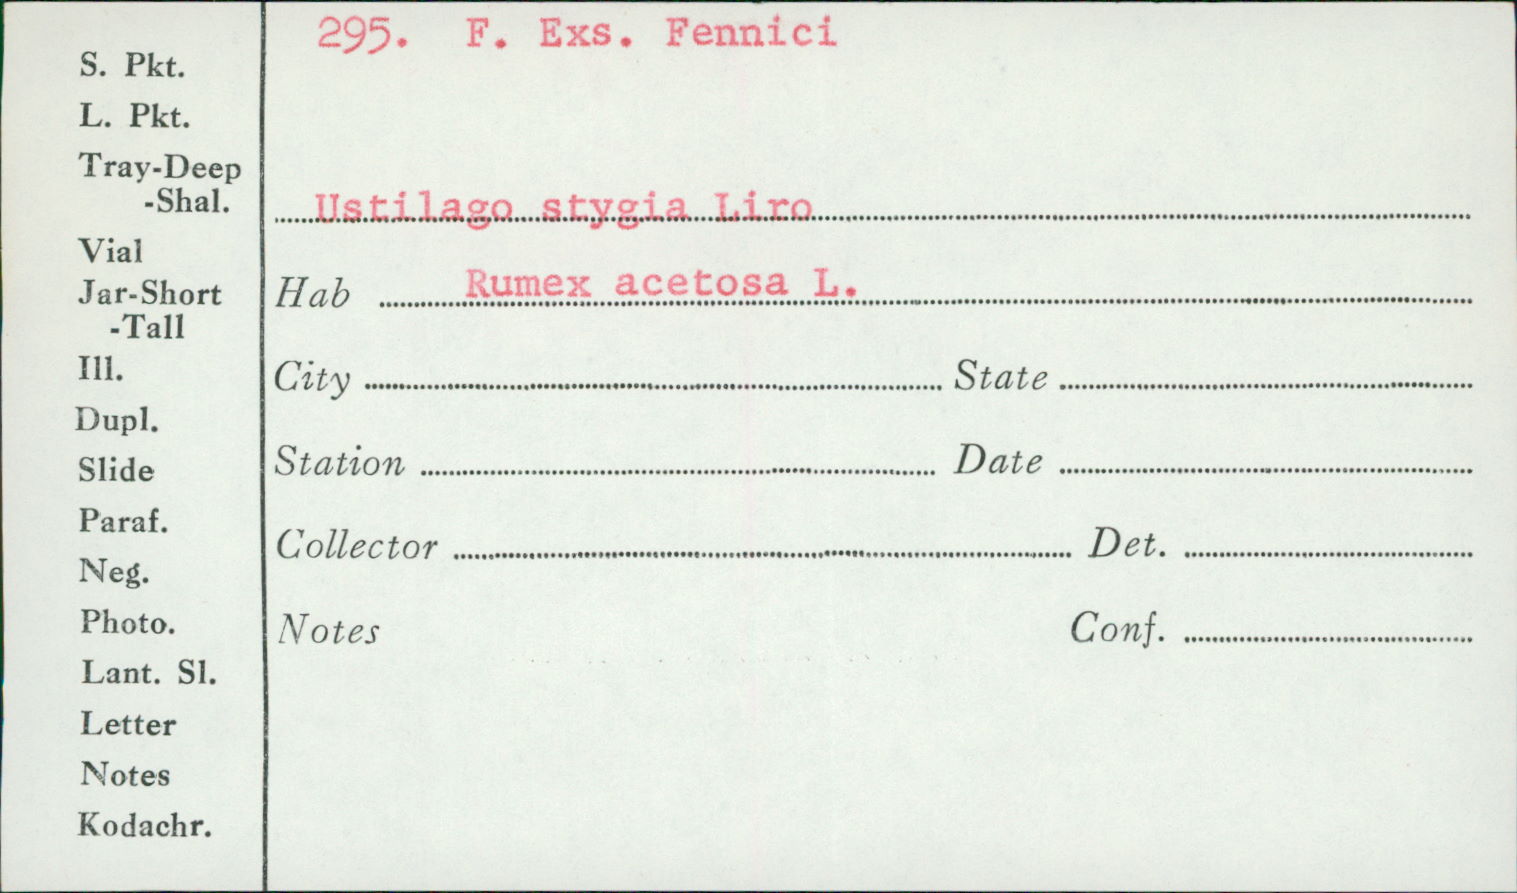 295. F. Exs. Fennici
S. Pkt.
L. Pkt.
Tray-Deep
-Shal.
Ustilago stygia Liro
Vial
Jar-Short
-Tall
Hab Rumex acetosa L.
Ill.
City State
Dupl.
Slide
Station Date
Paraf.
Collector Det.
Neg.
Photo.
Notes Conf.
Lant. Sl.
Letter
Notes
Kodachr.